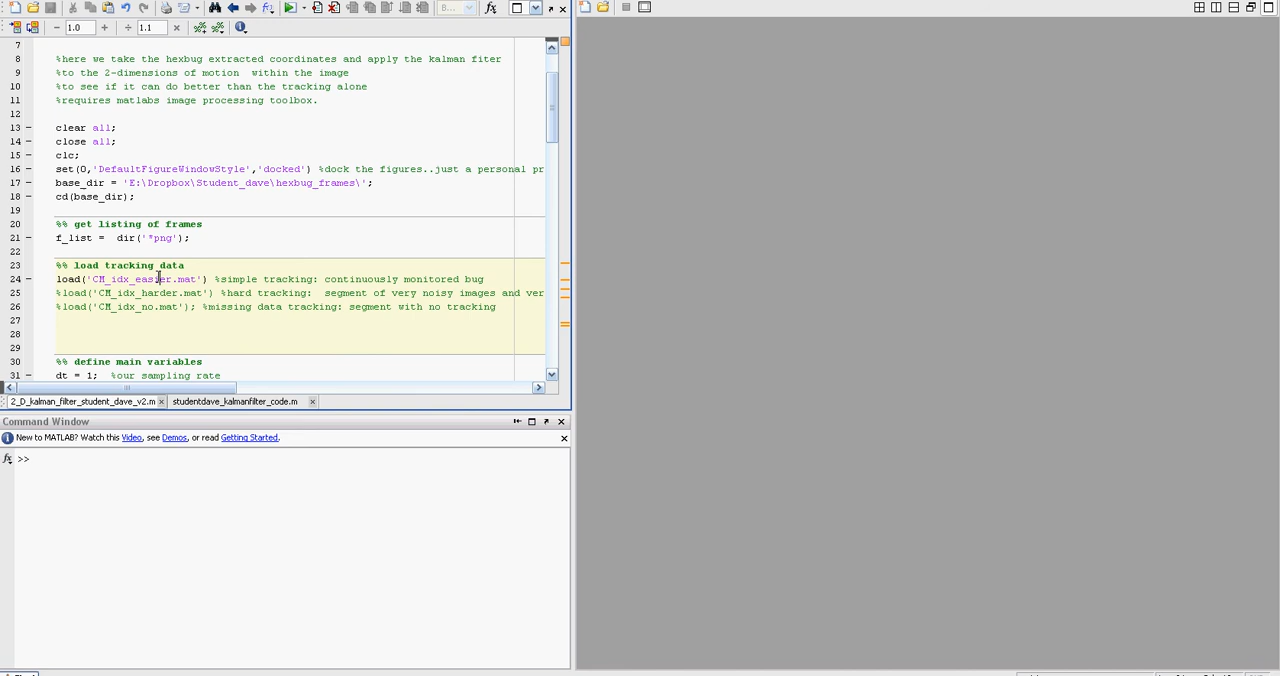 B...
1.0
1.1
7
8 %here we take the hexbug extracted coordinates and apply the kalman fiter
9 %to the 2-dimensions of motion within the image
10 %to see if it can do better than the tracking alone
11 %requires matlabs image processing toolbox.
12
13 clear all;
14 close all;
15 clc;
16 set(0,'DefaultFigureWindowStyle','docked') %dock the figures..just a personal pr
17 base_dir = 'E:\Dropbox\Student_dave\hexbug_frames\';
18 cd(base_dir);
19
20 %% get listing of frames
21 f_list = dir('*png');
22
23 %% load tracking data
24 load('CM_idx_easier.mat') %simple tracking: continuously monitored bug
25 %load('CM_idx_harder.mat') %hard tracking: segment of very noisy images and ver
26 %load('CM_idx_no.mat'); %missing data tracking: segment with no tracking
27
28
29
30 %% define main variables
31 dt = 1; %our sampling rate
2_D_kalman_filter_student_dave_v2.m studentdave_kalmanfilter_code.m
Command Window
New to MATLAB? Watch this Video, see Demos, or read Getting Started.
fx >>